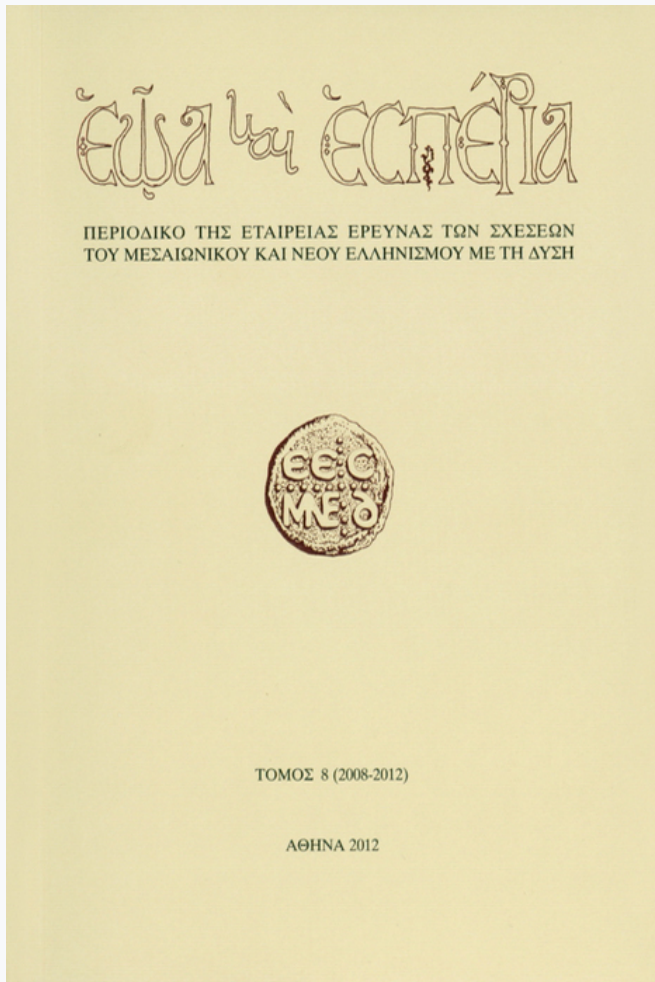 ἑῷα καὶ ἑσπέρια
ΠΕΡΙΟΔΙΚΟ ΤΗΣ ΕΤΑΙΡΕΙΑΣ ΕΡΕΥΝΑΣ ΤΩΝ ΣΧΕΣΕΩΝ
ΤΟΥ ΜΕΣΑΙΩΝΙΚΟΥ ΚΑΙ ΝΕΟΥ ΕΛΛΗΝΙΣΜΟΥ ΜΕ ΤΗ ΔΥΣΗ
ΕΕС
ΜΝΕδ
ΤΟΜΟΣ 8 (2008-2012)
ΑΘΗΝΑ 2012